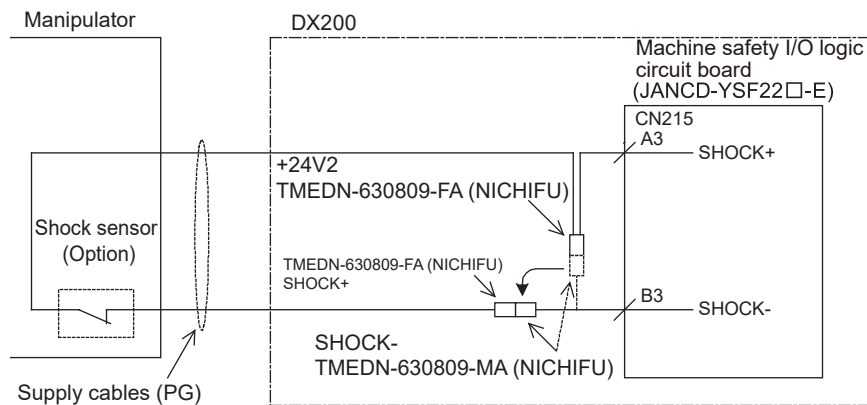 Manipulator
DX200
Machine safety I/O logic
circuit board
(JANCD-YSF22□-E)
CN215
A3
SHOCK+
+24V2
TMEDN-630809-FA (NICHIFU)
Shock sensor
(Option)
TMEDN-630809-FA (NICHIFU)
SHOCK+
B3
SHOCK-
SHOCK-
TMEDN-630809-MA (NICHIFU)
Supply cables (PG)